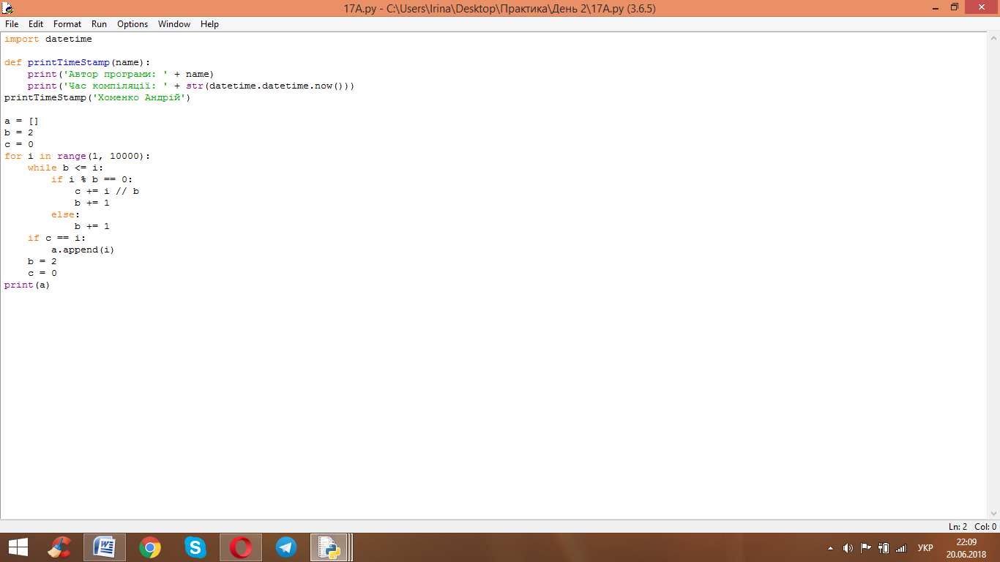 17A.py - C:\Users\Irina\Desktop\Практика\День 2\17A.py (3.6.5)
File Edit Format Run Options Window Help
import datetime
def printTimeStamp(name):
    print('Автор програми: ' + name)
    print('Час компіляції: ' + str(datetime.datetime.now()))
printTimeStamp('Хоменко Андрій')
a = []
b = 2
c = 0
for i in range(1, 10000):
    while b <= i:
        if i % b == 0:
            c += i // b
            b += 1
        else:
            b += 1
    if c == i:
        a.append(i)
    b = 2
    c = 0
print(a)
Ln: 2 Col: 0
УКР
22:09
20.06.2018